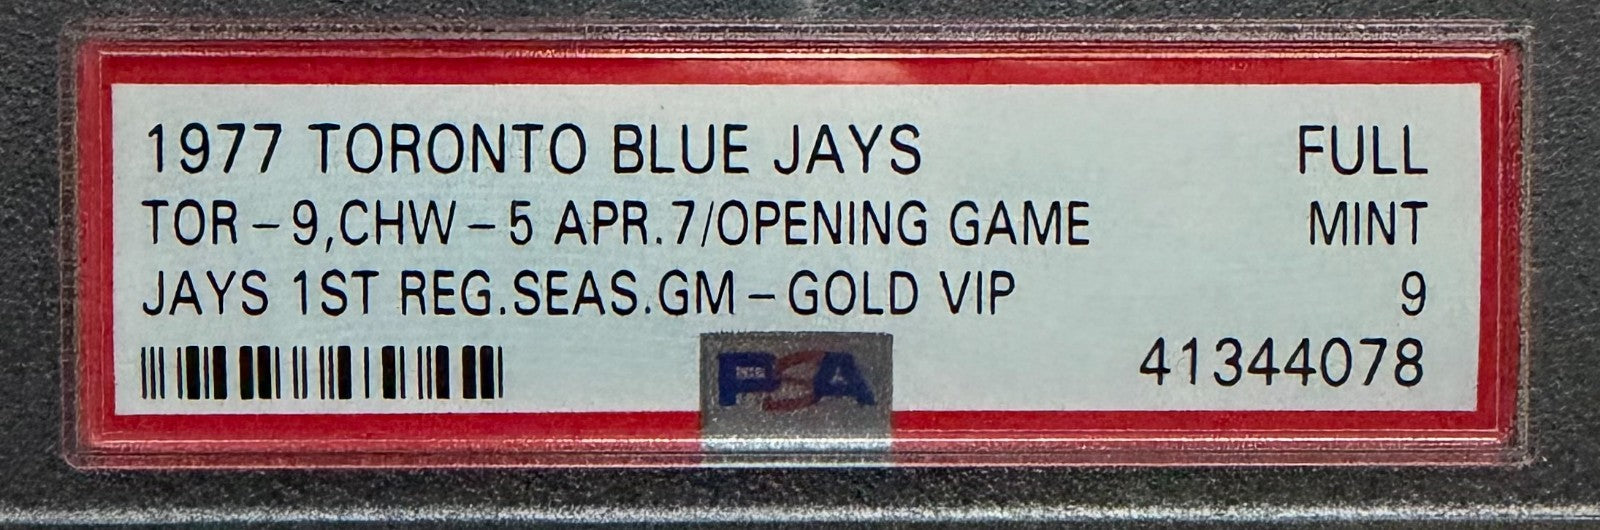 1977 TORONTO BLUE JAYS FULL
TOR-9,CHW-5 APR.7/OPENING GAME MINT
JAYS 1ST REG.SEAS.GM-GOLD VIP 9
41344078
PSA